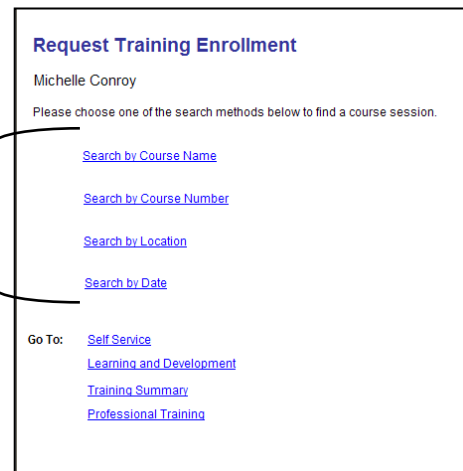 Request Training Enrollment
Michelle Conroy
Please choose one of the search methods below to find a course session.
Search by Course Name
Search by Course Number
Search by Location
Search by Date
Go To: Self Service
Learning and Development
Training Summary
Professional Training